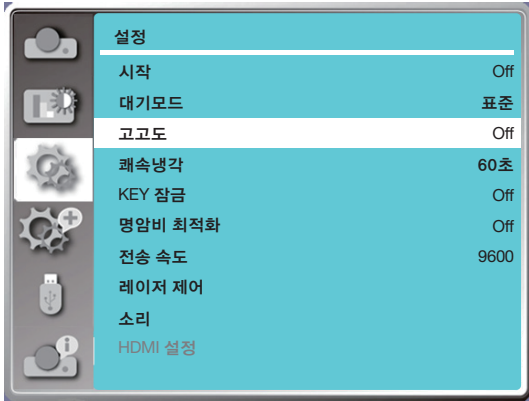 설정
시작 Off
대기모드 표준
고고도 Off
쾌속냉각 60초
KEY 잠금 Off
명암비 최적화 Off
전송 속도 9600
레이저 제어
소리
HDMI 설정